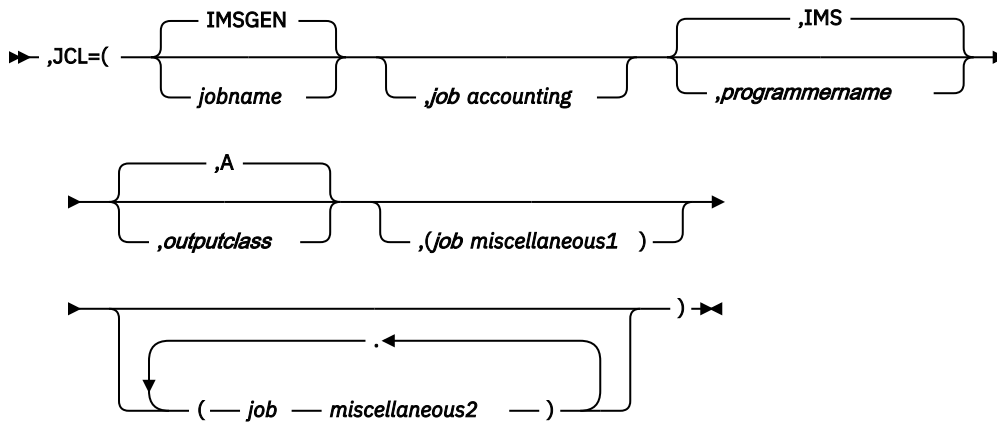 IMSGEN ,IMS
,JCL=(
jobname ,job accounting ,programmername
,A
,outputclass ,(job miscellaneous1 )
)
.
( job miscellaneous2 )